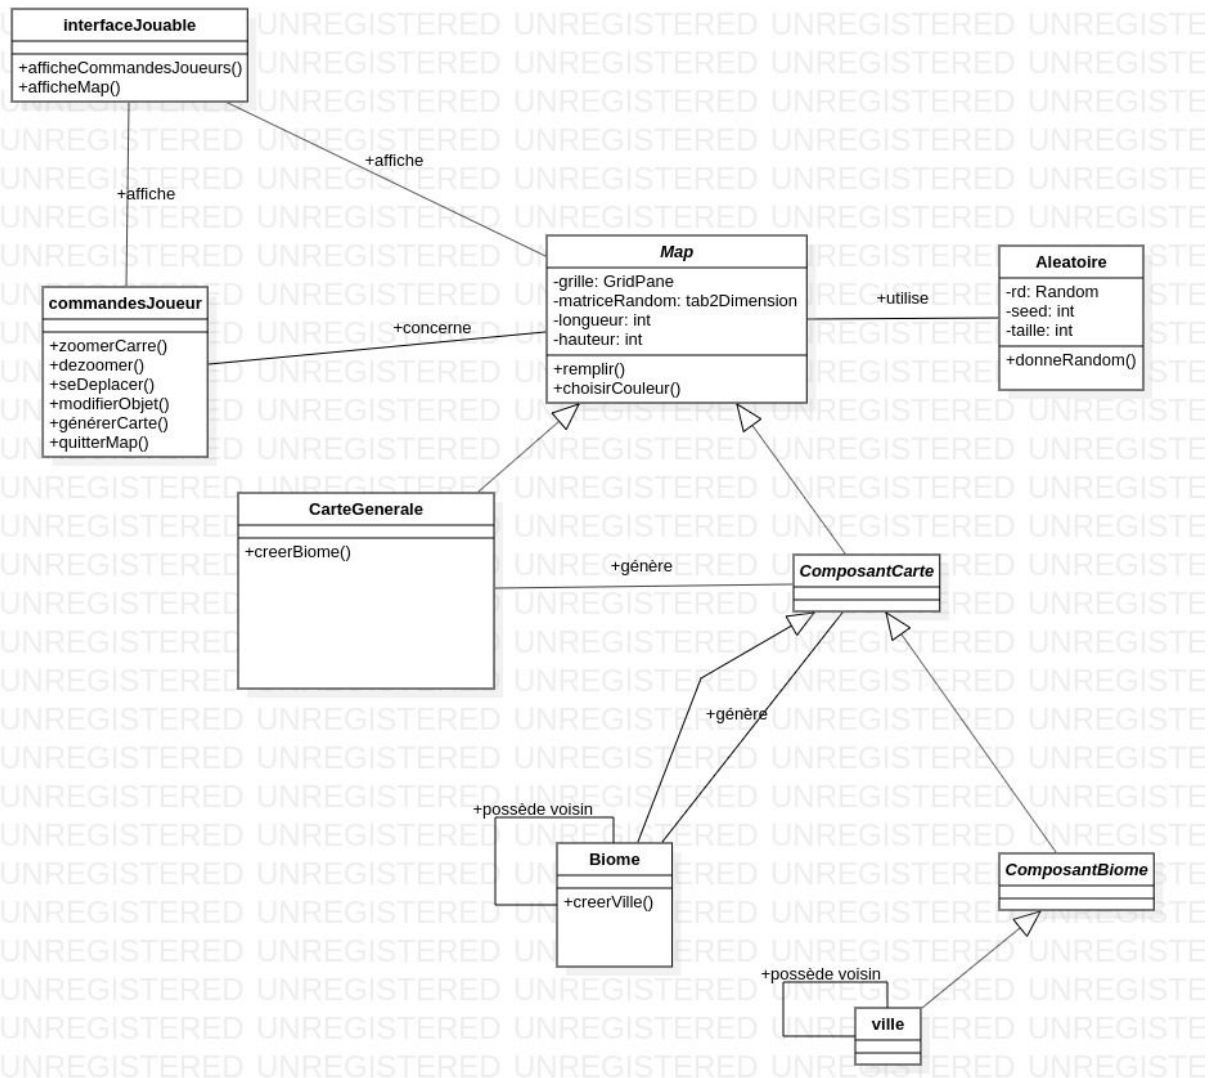 interfaceJouable
+afficheCommandesJoueurs()
+afficheMap()
+affiche
+affiche
Map
-grille: GridPane
-matriceRandom: tab2Dimension
-longueur: int
-hauteur: int
+remplir()
+choisirCouleur()
Aleatoire
-rd: Random
-seed: int
-taille: int
+donneRandom()
+utilise
commandesJoueur
+zoomerCarre()
+dezoomer()
+seDeplacer()
+modifierObjet()
+générerCarte()
+quitterMap()
+concerne
CarteGenerale
+creerBiome()
+génère
ComposantCarte
+génère
+possède voisin
Biome
+creerVille()
ComposantBiome
+possède voisin
ville
UNREGISTERED